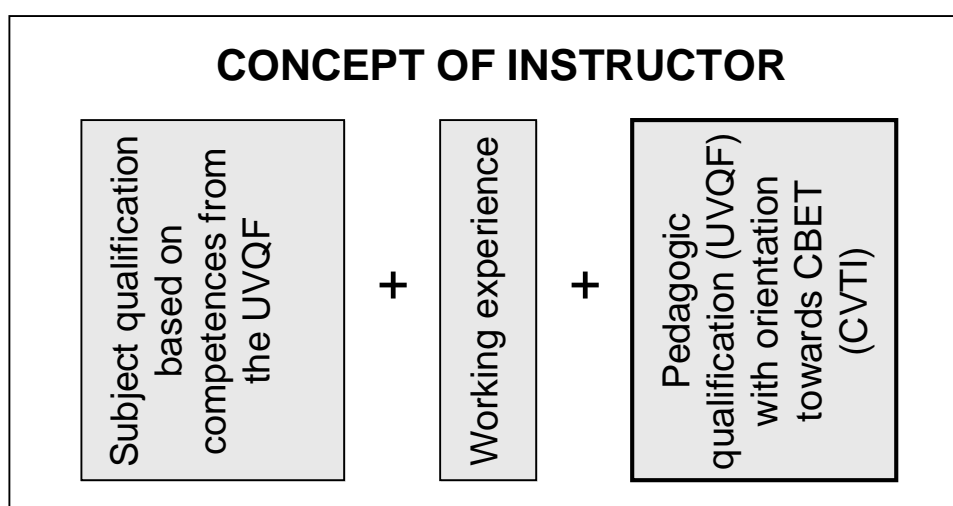 CONCEPT OF INSTRUCTOR
Subject qualification
based on
competences from
the UVQF
+
Working experience
+
Pedagogic
qualification (UVQF)
with orientation
towards CBET
(CVTI)